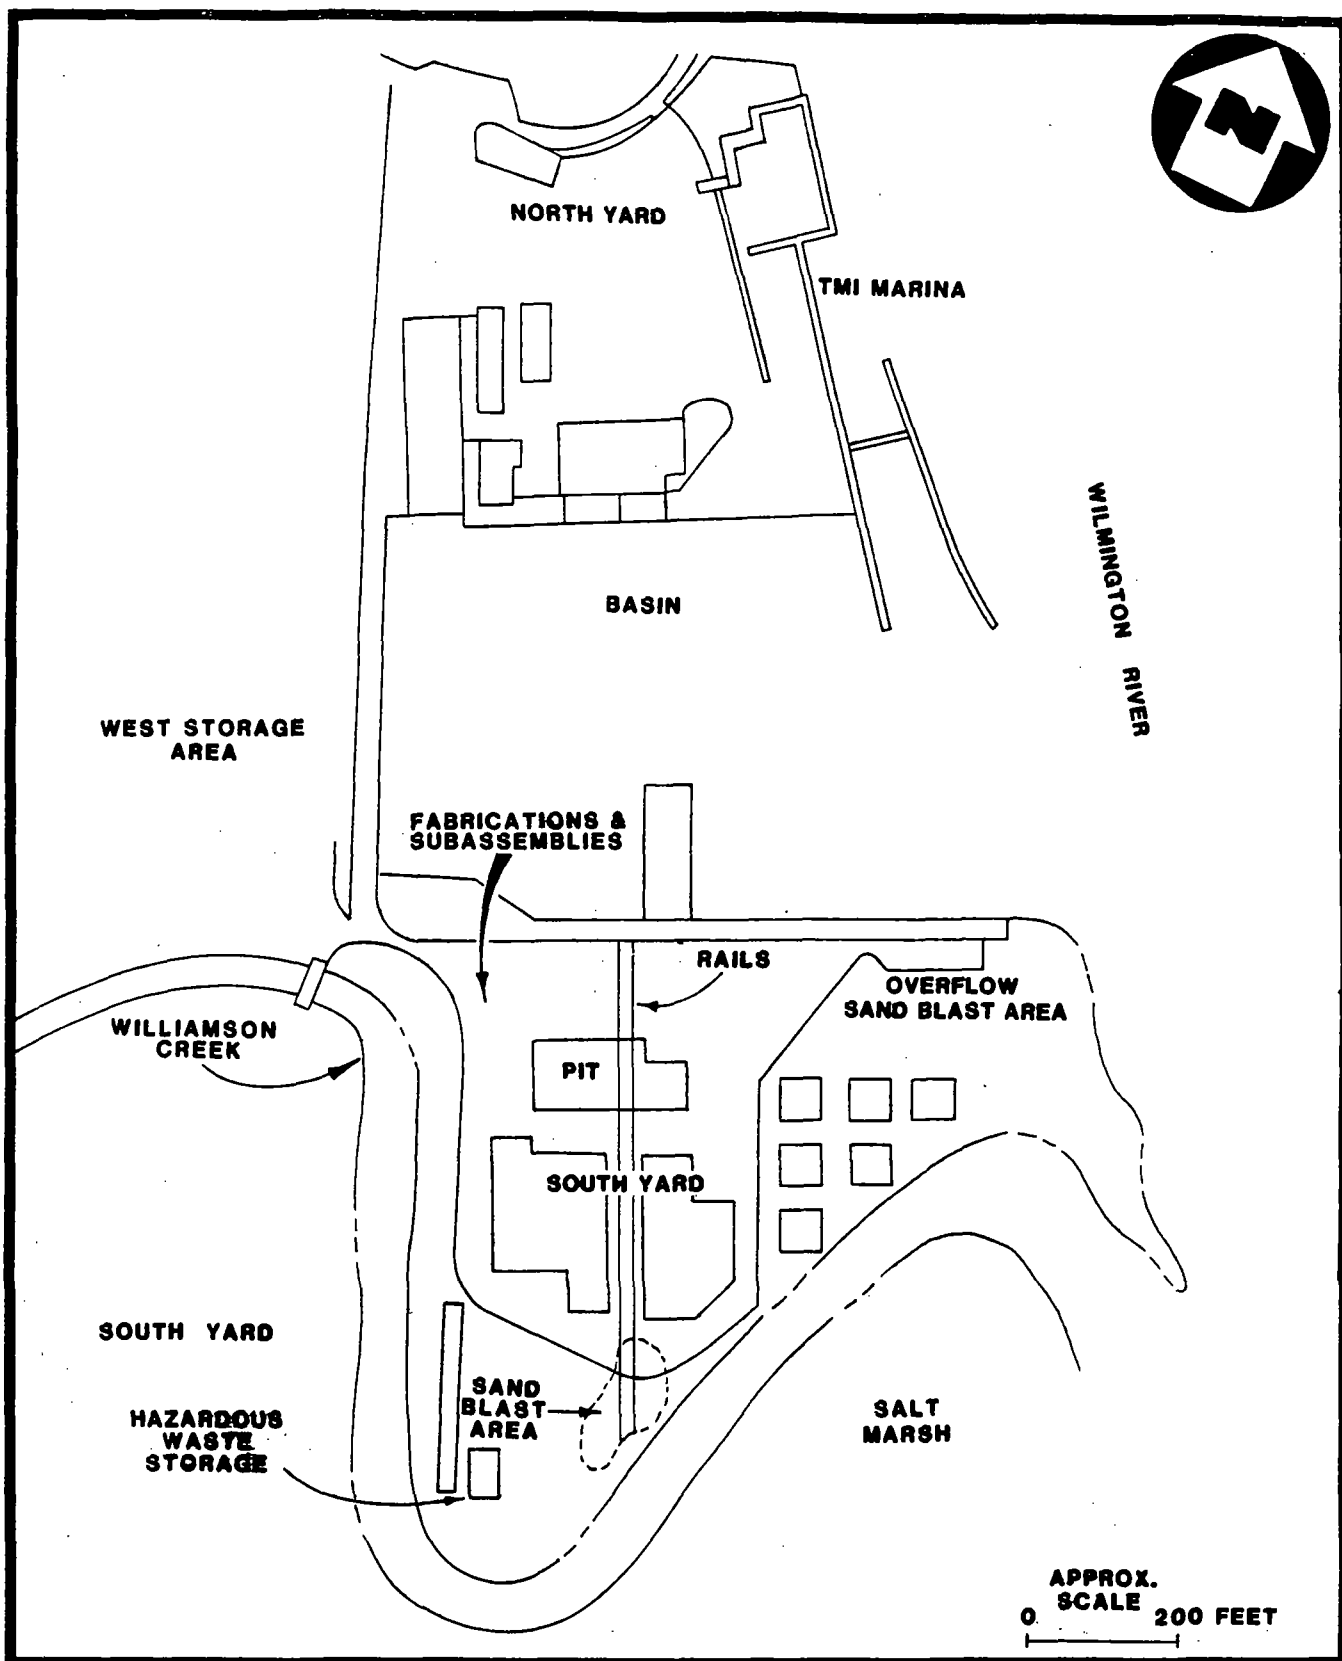 N
NORTH YARD
TMI MARINA
WILMINGTON RIVER
BASIN
WEST STORAGE
AREA
FABRICATIONS &
SUBASSEMBLIES
RAILS
OVERFLOW
SAND BLAST AREA
WILLIAMSON
CREEK
PIT
SOUTH YARD
SOUTH YARD
SAND
BLAST
AREA
HAZARDOUS
WASTE
STORAGE
SALT
MARSH
APPROX.
SCALE
0 200 FEET